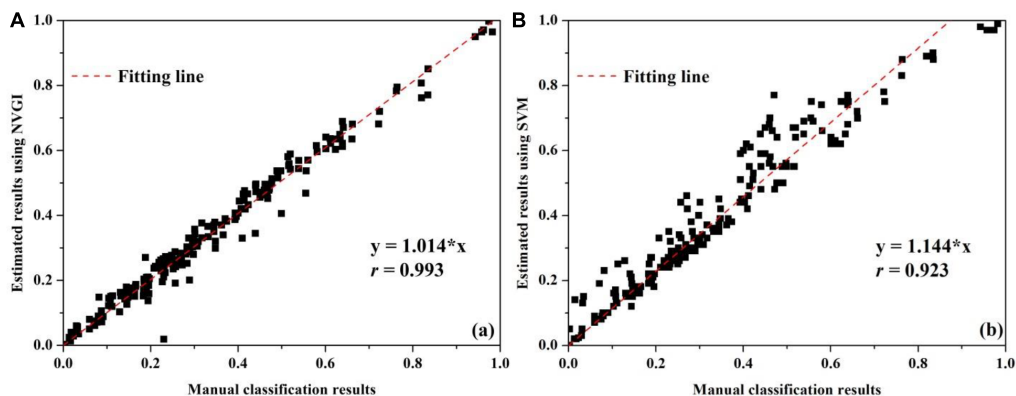 A
1.0
0.8
0.6
0.4
0.2
0.0
Estimated results using NVGI
Fitting line
y = 1.014*x
r = 0.993
(a)
0.0 0.2 0.4 0.6 0.8 1.0
Manual classification results
B
1.0
0.8
0.6
0.4
0.2
0.0
Estimated results using SVM
Fitting line
y = 1.144*x
r = 0.923
(b)
0.0 0.2 0.4 0.6 0.8 1.0
Manual classification results